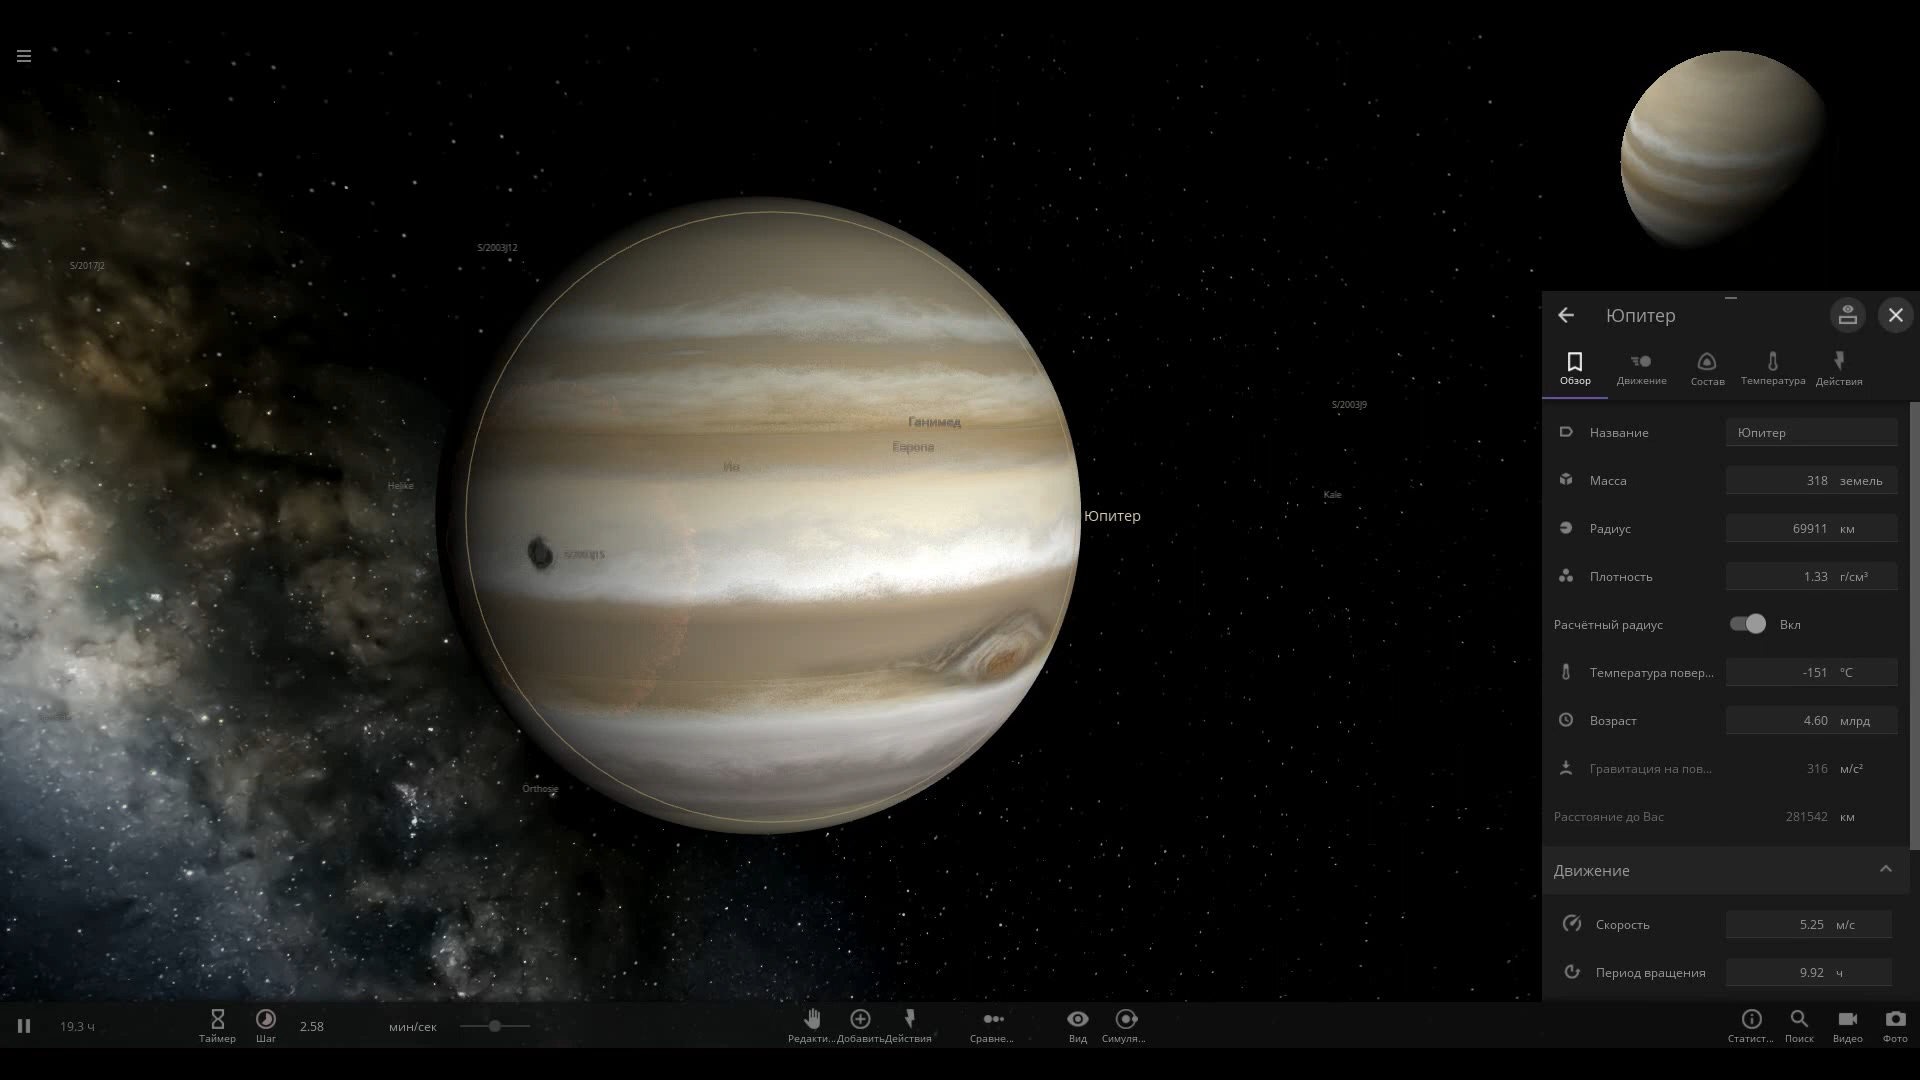 S/2003J12
S/2017J2
S/2003J9
Ганимед
Европа
Ио
Helike
Kale
Юпитер
S/2003J15
Orthosie
Юпитер
Обзор
Движение
Состав
Температура
Действия
Название Юпитер
Масса 318 земель
Радиус 69911 км
Плотность 1.33 г/см³
Расчётный радиус Вкл
Температура повер... -151 °C
Возраст 4.60 млрд
Гравитация на пов... 316 м/с²
Расстояние до Вас 281542 км
Движение
Скорость 5.25 м/с
Период вращения 9.92 ч
19.3 ч
Таймер
Шаг
2.58 мин/сек
Редакти...
Добавить
Действия
Сравне...
Вид
Симуля...
Статист...
Поиск
Видео
Фото